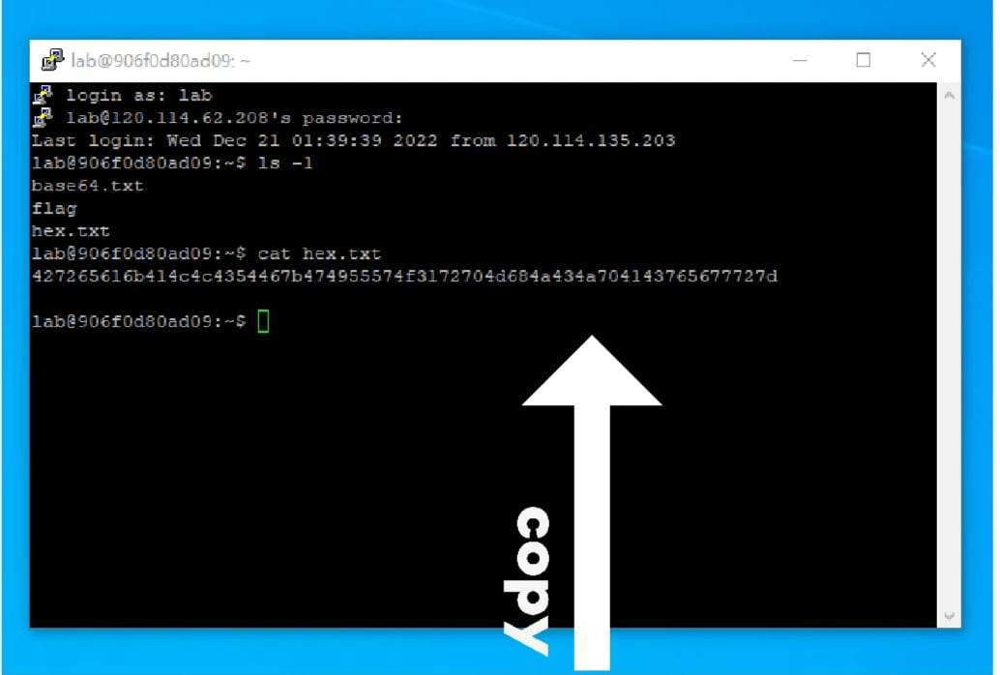 lab@906f0d80ad09: ~
login as: lab
lab@120.114.62.208's password:
Last login: Wed Dec 21 01:39:39 2022 from 120.114.135.203
lab@906f0d80ad09:~$ ls -l
base64.txt
flag
hex.txt
lab@906f0d80ad09:~$ cat hex.txt
427265616b414c4c4354467b474955574f3172704d684a434a704143765677727d
lab@906f0d80ad09:~$
copy